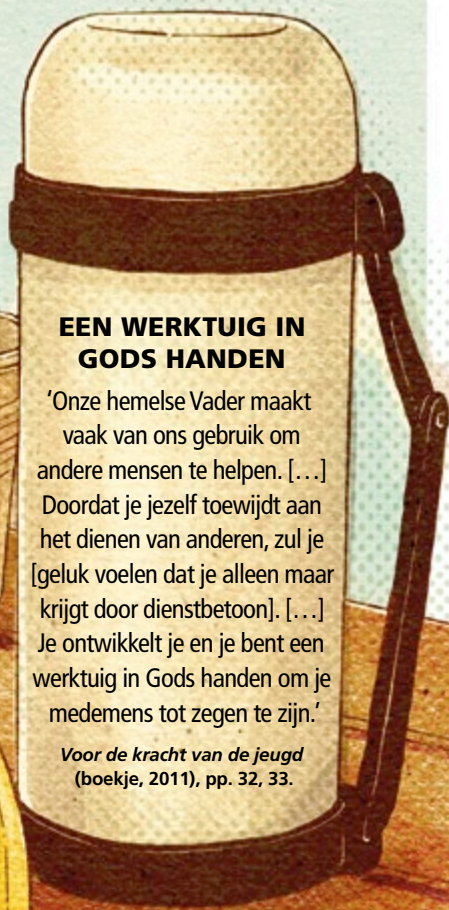 EEN WERKTUIG IN
GODS HANDEN
'Onze hemelse Vader maakt
vaak van ons gebruik om
andere mensen te helpen. […]
Doordat je jezelf toewijdt aan
het dienen van anderen, zul je
[geluk voelen dat je alleen maar
krijgt door dienstbetoon]. […]
Je ontwikkelt je en je bent een
werktuig in Gods handen om je
medemens tot zegen te zijn.'
Voor de kracht van de jeugd
(boekje, 2011), pp. 32, 33.